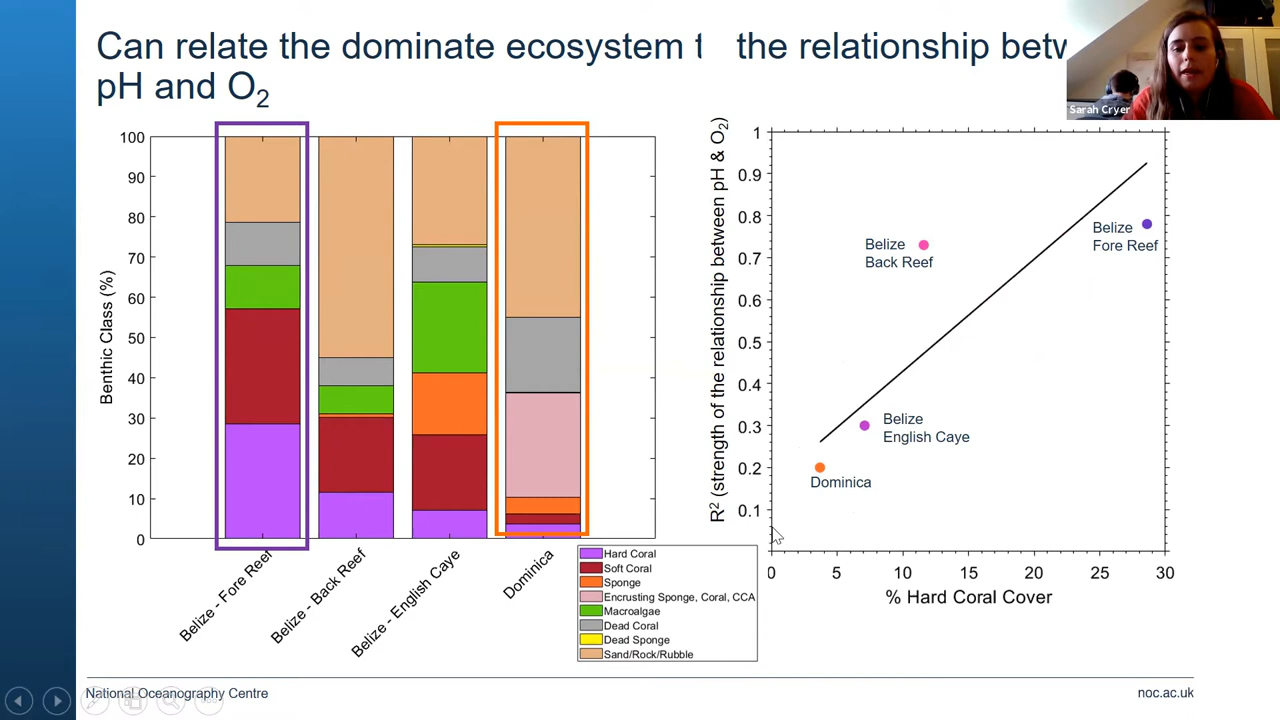 Can relate the dominate ecosystem t the relationship betw
pH and O2
Sarah Cryer
100
90
80
70
60
50
40
30
20
10
0
Benthic Class (%)
Belize - Fore Reef
Belize - Back Reef
Belize - English Caye
Dominica
Hard Coral
Soft Coral
Sponge
Encrusting Sponge, Coral, CCA
Macroalgae
Dead Coral
Dead Sponge
Sand/Rock/Rubble
R2 (strength of the relationship between pH & O2)
1
0.9
0.8
0.7
0.6
0.5
0.4
0.3
0.2
0.1
Belize
Back Reef
Belize
Fore Reef
Belize
English Caye
Dominica
0 5 10 15 20 25 30
% Hard Coral Cover
National Oceanography Centre
noc.ac.uk